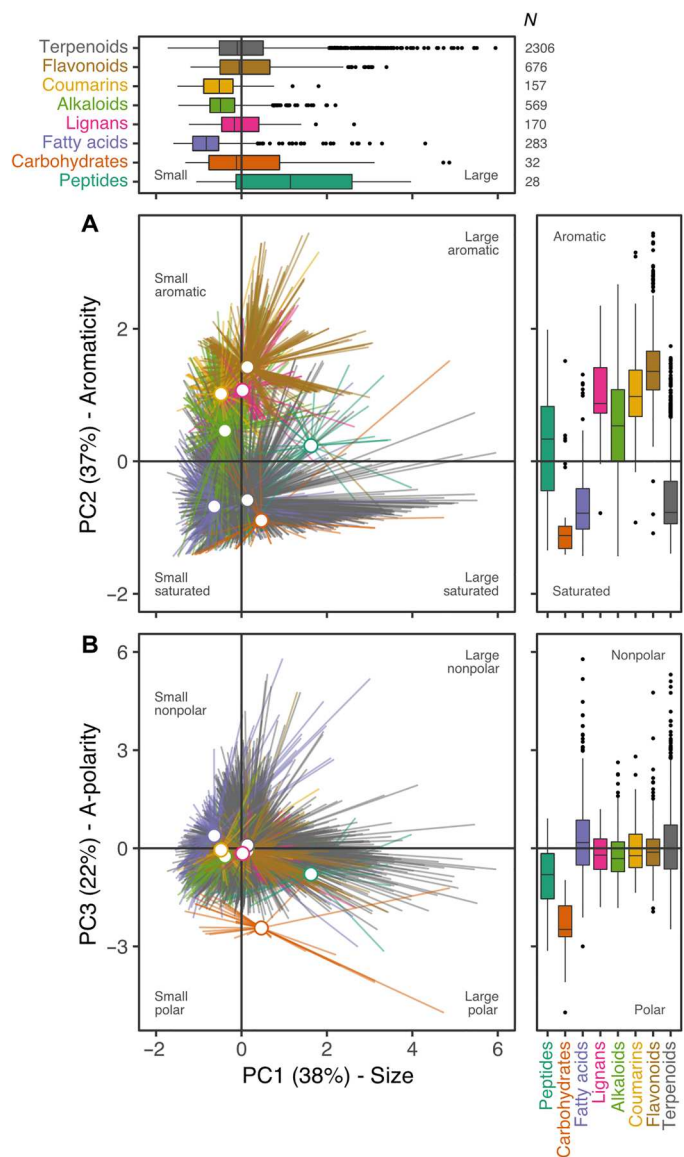 N
Terpenoids 2306
Flavonoids 676
Coumarins 157
Alkaloids 569
Lignans 170
Fatty acids 283
Carbohydrates 32
Peptides 28
Small Large
A
Large
aromatic
Small
aromatic
Aromatic
2
0
−2
PC2 (37%) - Aromaticity
Small
saturated
Large
saturated
Saturated
B
Large
nonpolar
Small
nonpolar
Nonpolar
6
3
0
−3
PC3 (22%) - A-polarity
Small
polar
Large
polar
Polar
−2 0 2 4 6
PC1 (38%) - Size
Peptides
Carbohydrates
Fatty acids
Lignans
Alkaloids
Coumarins
Flavonoids
Terpenoids